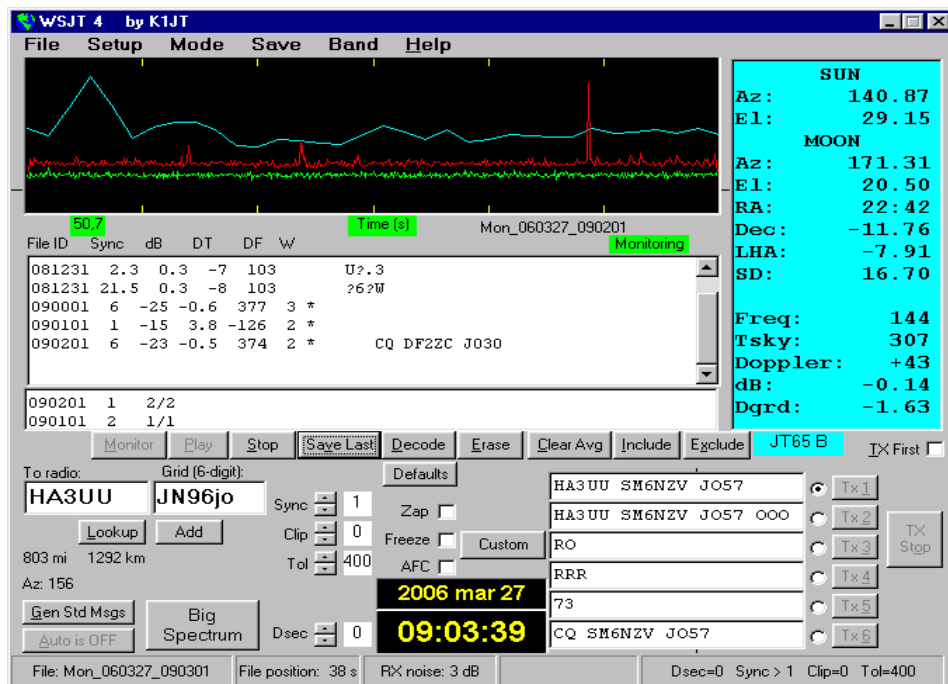 WSJT 4 by K1JT
File Setup Mode Save Band Help
SUN
Az: 140.87
El: 29.15
MOON
Az: 171.31
El: 20.50
RA: 22:42
Dec: -11.76
LHA: -7.91
SD: 16.70
Freq: 144
Tsky: 307
Doppler: +43
dB: -0.14
Dgrd: -1.63
50,7 Time (s) Mon_060327_090201
File ID Sync dB DT DF W Monitoring
081231 2.3 0.3 -7 103 U?.3
081231 21.5 0.3 -8 103 ?6?W
090001 6 -25 -0.6 377 3 *
090101 1 -15 3.8 -126 2 *
090201 6 -23 -0.5 374 2 * CQ DF2ZC JO30
090201 1 2/2
090101 2 1/1
Monitor Play Stop Save Last Decode Erase Clear Avg Include Exclude JT65 B TX First
To radio: Grid (6-digit):
HA3UU JN96jo
Lookup Add
803 mi 1292 km
Az: 156
Gen Std Msgs
Auto is OFF
Big Spectrum
Sync 1
Clip 0
Tol 400
Dsec 0
Defaults
Zap
Freeze
AFC
Custom
2006 mar 27
09:03:39
HA3UU SM6NZV JO57 Tx 1
HA3UU SM6NZV JO57 OOO Tx 2
RO Tx 3
RRR Tx 4
73 Tx 5
CQ SM6NZV JO57 Tx 6
TX Stop
File: Mon_060327_090301 File position: 38 s RX noise: 3 dB Dsec=0 Sync > 1 Clip=0 Tol=400